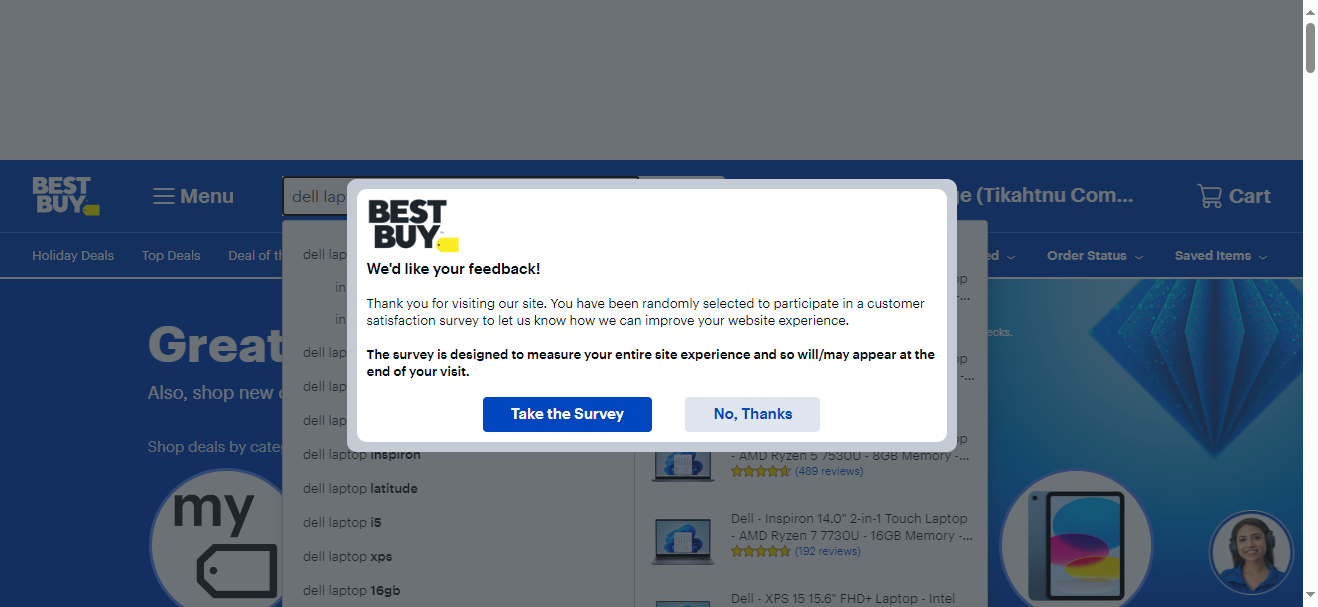 BEST BUY
Menu
dell lap
ge (Tikahtnu Com...
Cart
Holiday Deals
Top Deals
Deal of th
ed
Order Status
Saved Items
BEST BUY
We'd like your feedback!
Thank you for visiting our site. You have been randomly selected to participate in a customer
satisfaction survey to let us know how we can improve your website experience.
The survey is designed to measure your entire site experience and so will/may appear at the
end of your visit.
Take the Survey
No, Thanks
dell lap
in
in
dell lap
dell lap
dell lap
dell laptop inspiron
dell laptop latitude
dell laptop i5
dell laptop xps
dell laptop 16gb
- AMD Ryzen 5 7530U - 8GB Memory -...
(489 reviews)
Dell - Inspiron 14.0" 2-in-1 Touch Laptop
- AMD Ryzen 7 7730U - 16GB Memory -...
(192 reviews)
Dell - XPS 15 15.6" FHD+ Laptop - Intel
Great
Also, shop new
Shop deals by cate
my
ecks.